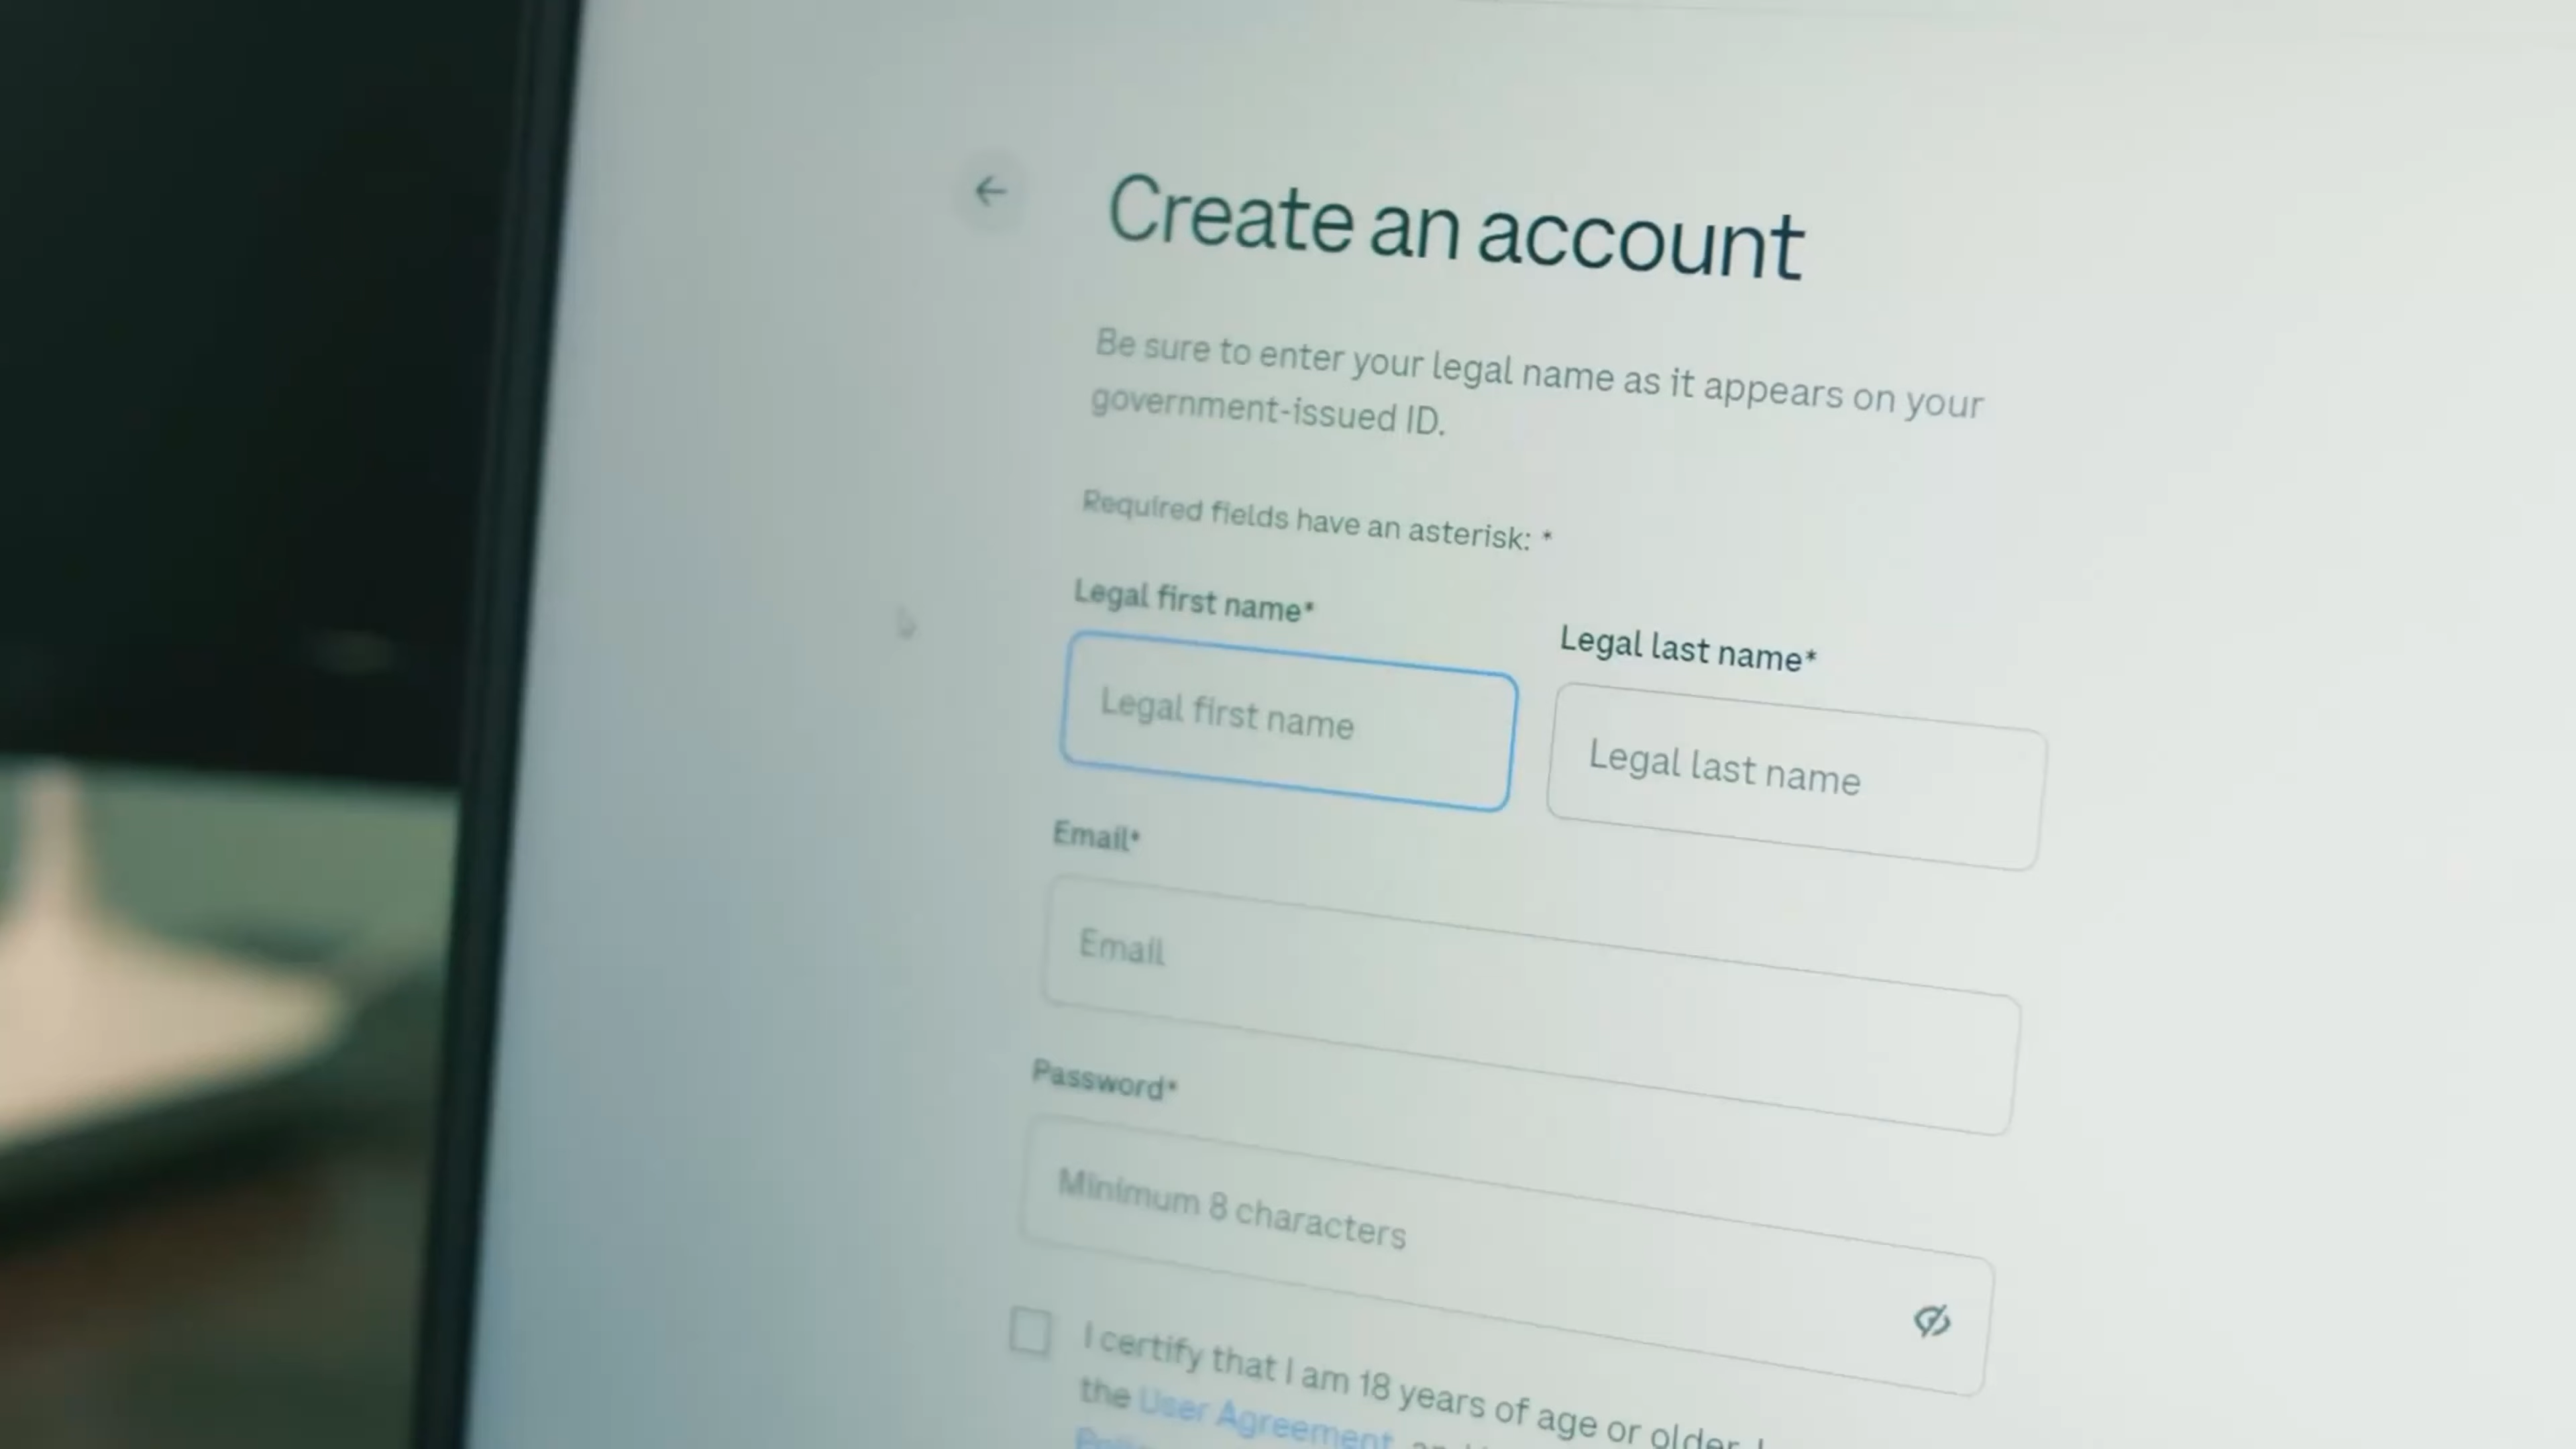 Create an account
Be sure to enter your legal name as it appears on your
government-issued ID.
Required fields have an asterisk: *
Legal first name*
Legal last name*
Legal first name
Legal last name
Email*
Email
Password*
Minimum 8 characters
I certify that I am 18 years of age or older, I
the User Agreement,